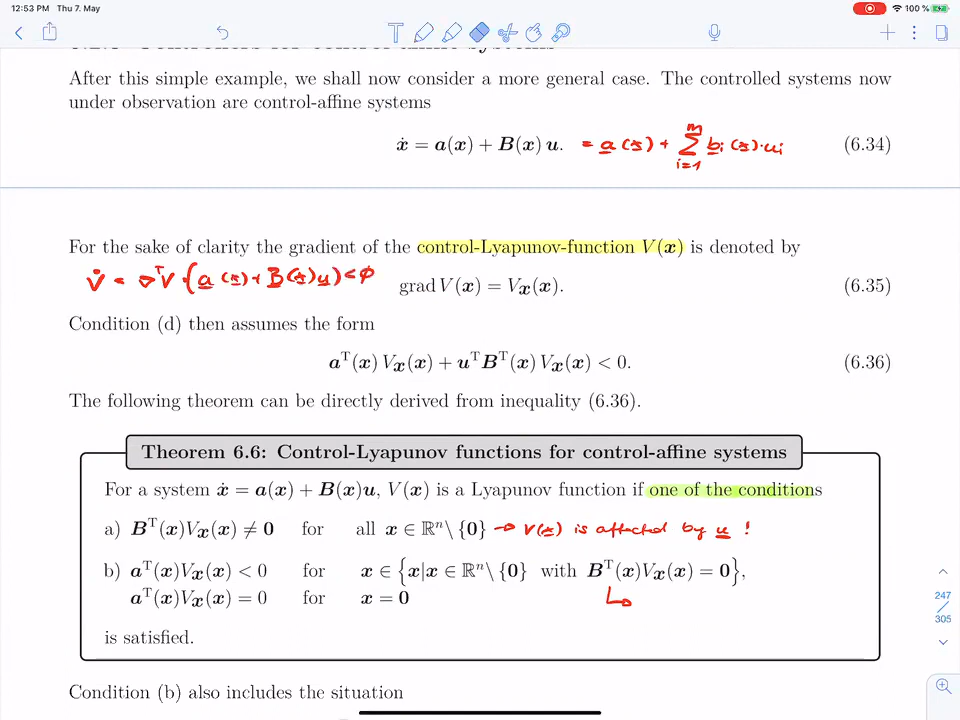 12:53 PM Thu 7. May 100 %
After this simple example, we shall now consider a more general case. The controlled systems now
under observation are control-affine systems
ẋ = a(x) + B(x) u. = a(x) + Σ_{i=1}^{m} b_i(x)·u_i (6.34)
For the sake of clarity the gradient of the control-Lyapunov-function V(x) is denoted by
V̇ = ∇ᵀV · {a(x) + B(x)u} < 0
grad V(x) = V_x(x). (6.35)
Condition (d) then assumes the form
aᵀ(x) V_x(x) + uᵀBᵀ(x) V_x(x) < 0. (6.36)
The following theorem can be directly derived from inequality (6.36).
Theorem 6.6: Control-Lyapunov functions for control-affine systems
For a system ẋ = a(x) + B(x)u, V(x) is a Lyapunov function if one of the conditions
a) Bᵀ(x)V_x(x) ≠ 0 for all x ∈ ℝⁿ\{0} → V(x) is affected by u !
b) aᵀ(x)V_x(x) < 0 for x ∈ {x|x ∈ ℝⁿ\{0} with Bᵀ(x)V_x(x) = 0},
aᵀ(x)V_x(x) = 0 for x = 0
is satisfied.
247
305
Condition (b) also includes the situation